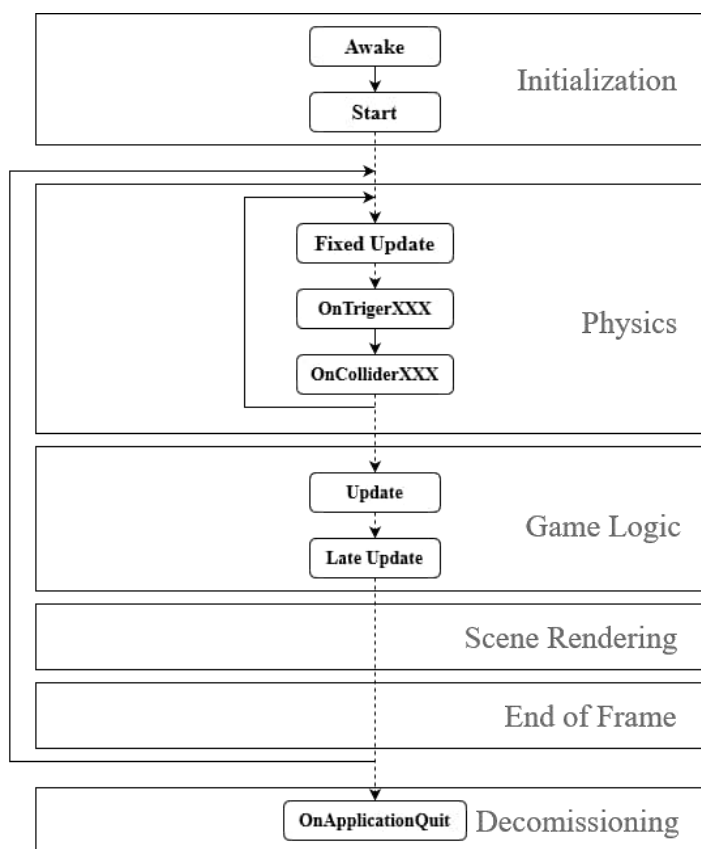 Awake
Initialization
Start
Fixed Update
OnTrigerXXX
Physics
OnColliderXXX
Update
Game Logic
Late Update
Scene Rendering
End of Frame
OnApplicationQuit
Decomissioning